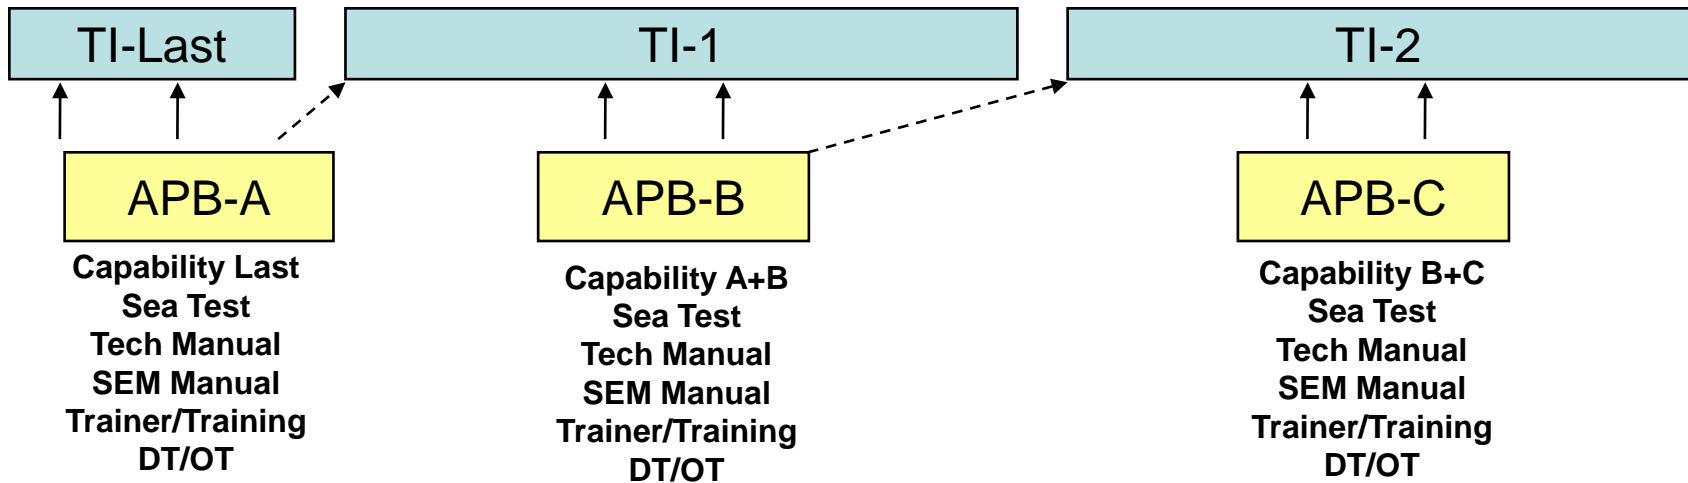 TI-Last
TI-1
TI-2
APB-A
APB-B
APB-C
Capability Last
Sea Test
Tech Manual
SEM Manual
Trainer/Training
DT/OT
Capability A+B
Sea Test
Tech Manual
SEM Manual
Trainer/Training
DT/OT
Capability B+C
Sea Test
Tech Manual
SEM Manual
Trainer/Training
DT/OT